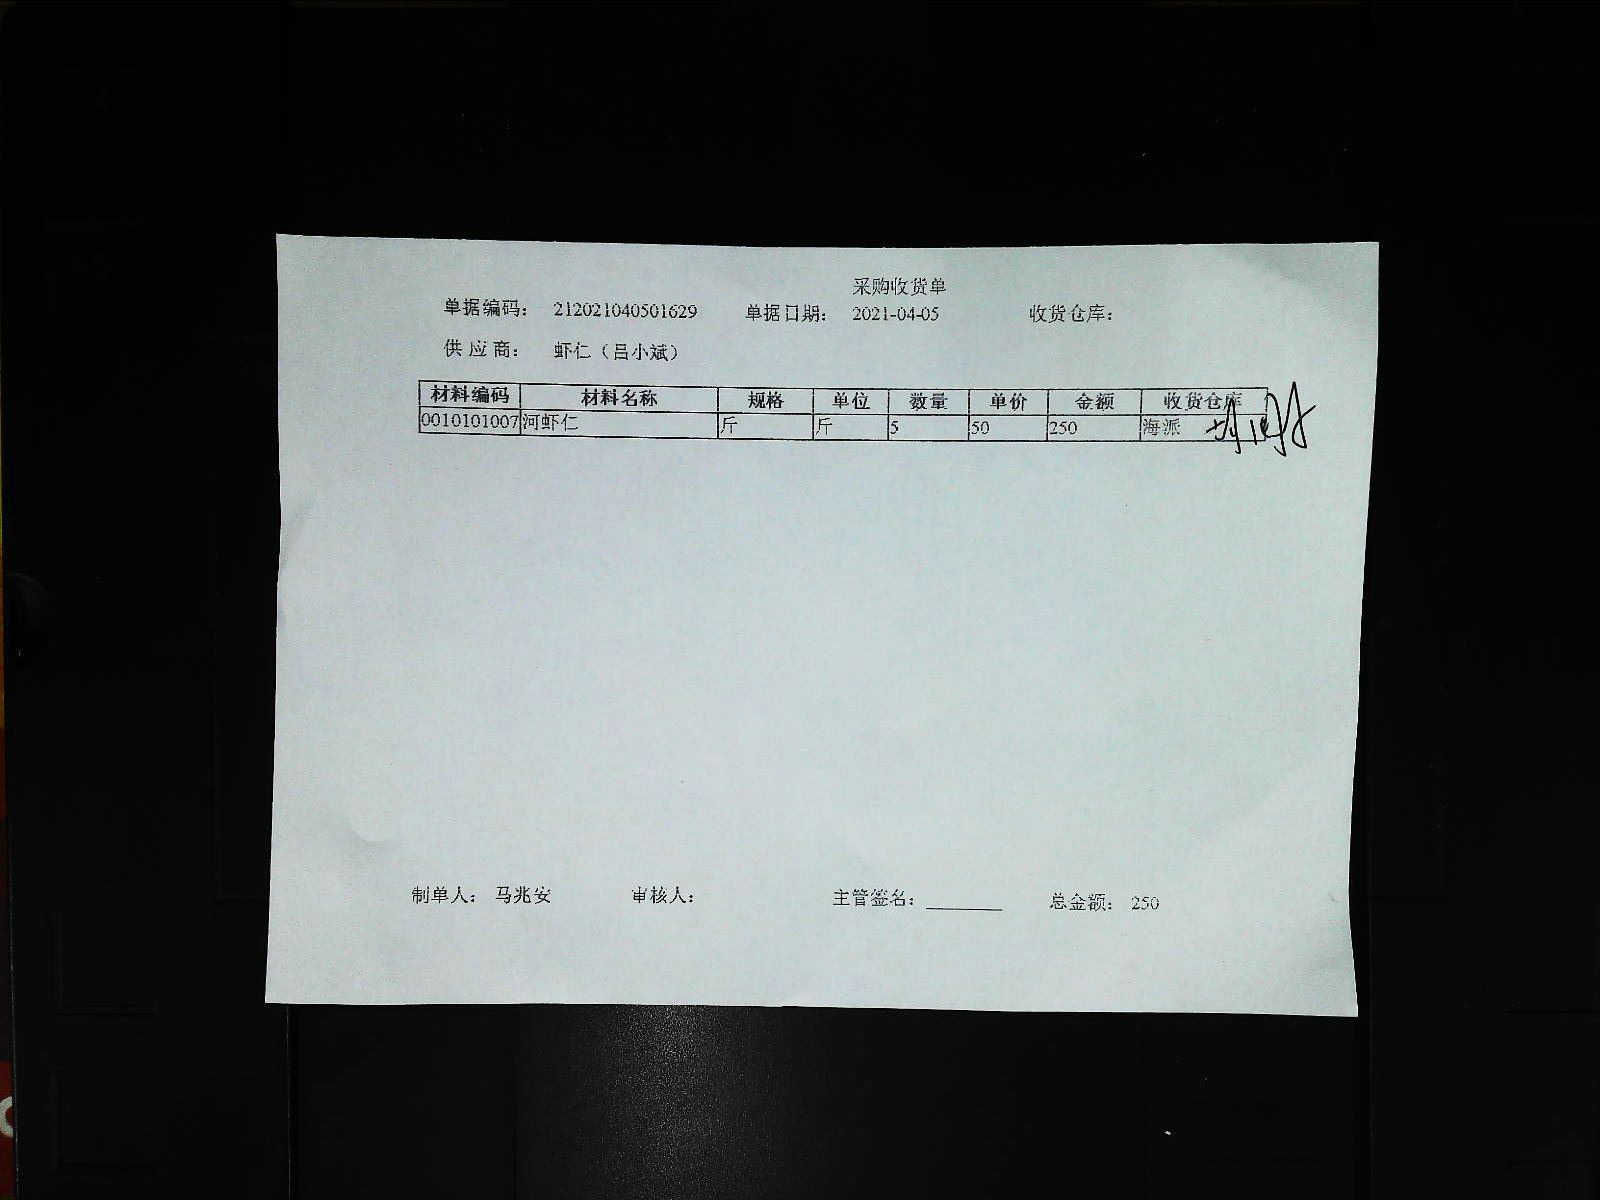 采购收货单
单据编码： 212021040501629 单据日期： 2021-04-05 收货仓库：
供应商： 虾仁（吕小斌）
材料编码 材料名称 规格 单位 数量 单价 金额 收货仓库
0010101007 河虾仁 斤 斤 5 50 250 海派
制单人： 马兆安 审核人： 主管签名：________ 总金额： 250